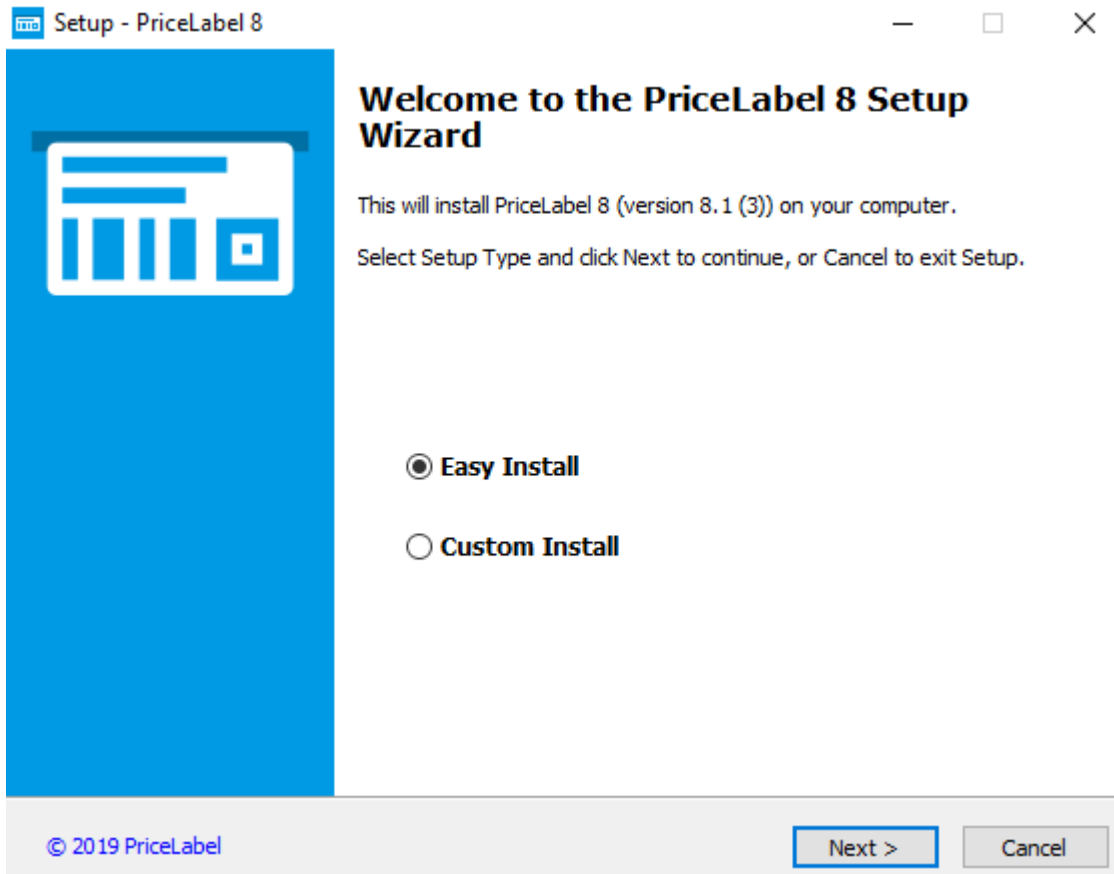 Setup - PriceLabel 8
Welcome to the PriceLabel 8 Setup
Wizard
This will install PriceLabel 8 (version 8.1 (3)) on your computer.
Select Setup Type and click Next to continue, or Cancel to exit Setup.
Easy Install
Custom Install
© 2019 PriceLabel
Next >
Cancel